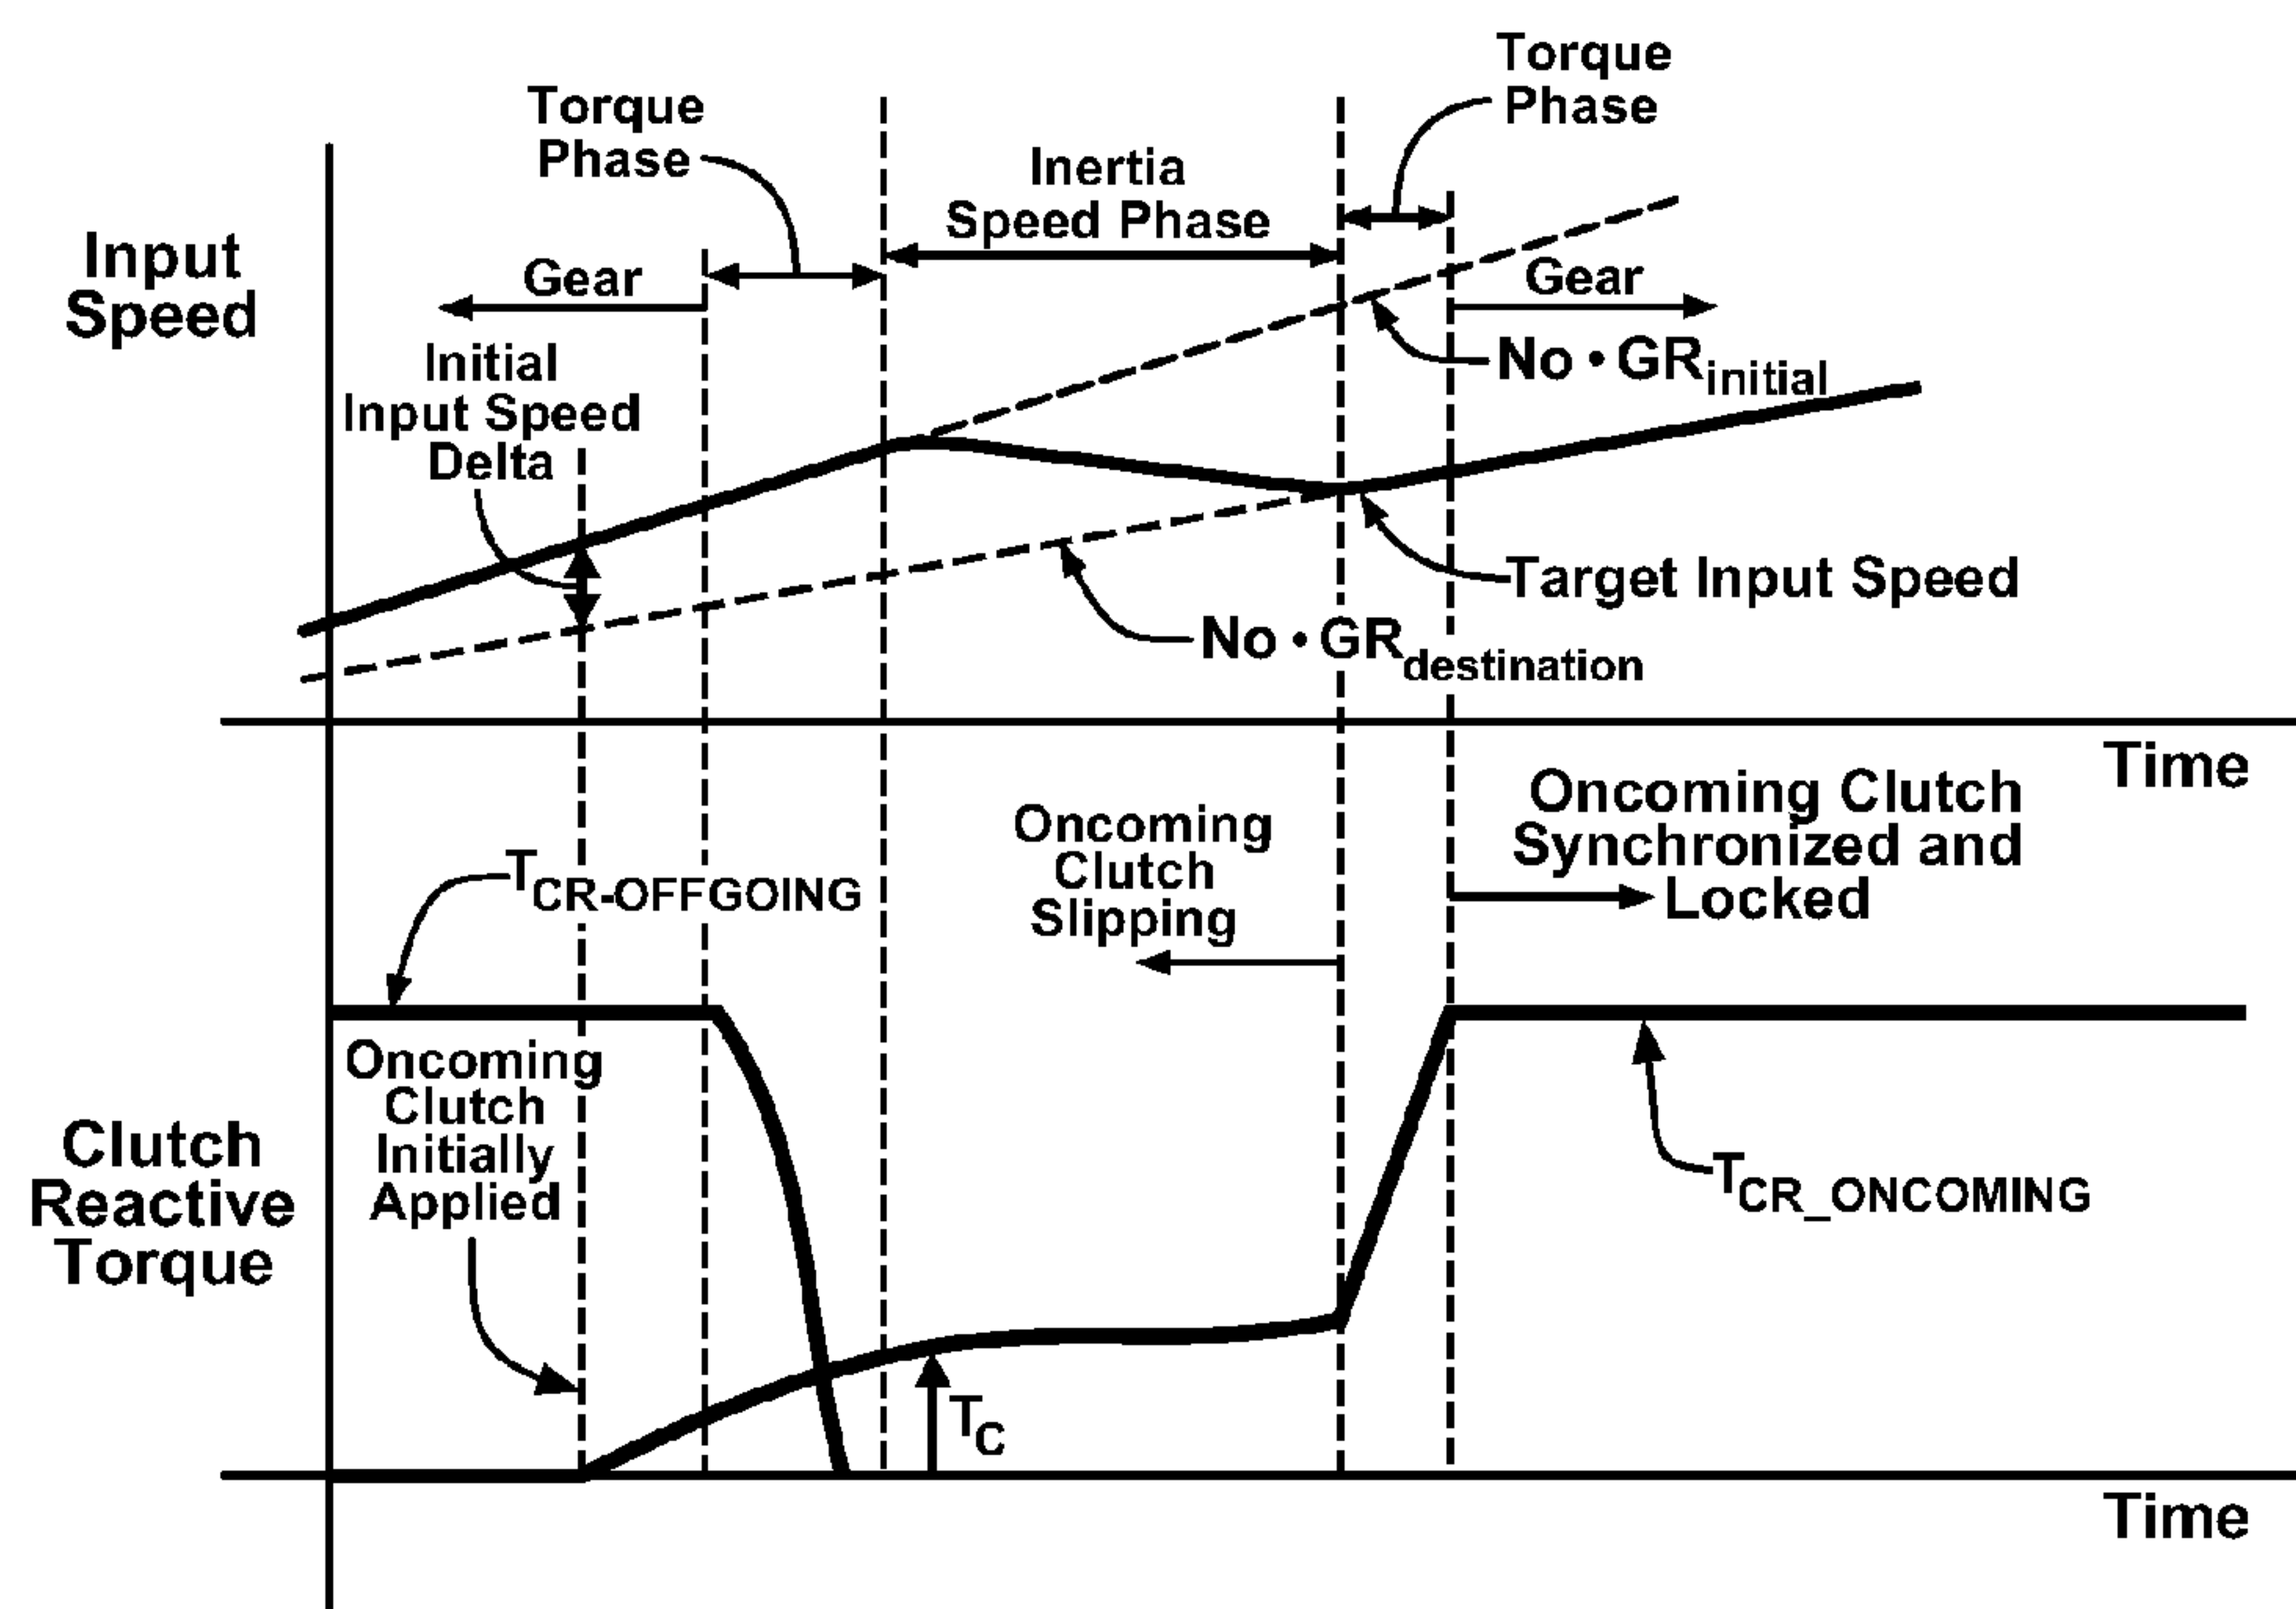 Torque
Phase
Torque
Phase
Inertia
Speed Phase
Input
Speed
Gear
Gear
Initial
Input Speed
Delta
No • GRinitial
Target Input Speed
No • GRdestination
Time
Oncoming Clutch
Synchronized and
Locked
Oncoming
Clutch
Slipping
TCR-OFFGOING
Oncoming
Clutch
Initially
Applied
Clutch
Reactive
Torque
TCR_ONCOMING
TC
Time